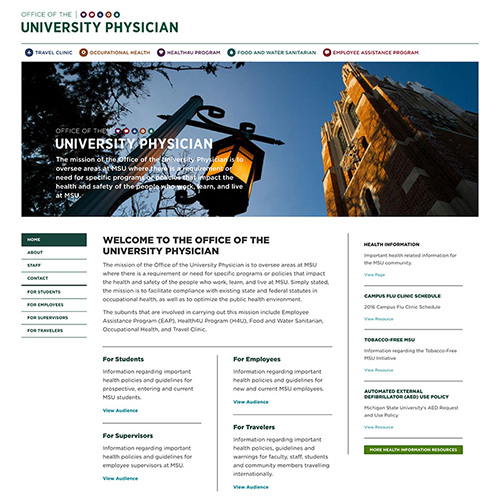 OFFICE OF THE
UNIVERSITY PHYSICIAN
TRAVEL CLINIC
OCCUPATIONAL HEALTH
HEALTH4U PROGRAM
FOOD AND WATER SANITARIAN
EMPLOYEE ASSISTANCE PROGRAM
OFFICE OF THE
UNIVERSITY PHYSICIAN
The mission of the Office of the University Physician is to
oversee areas at MSU where there is a requirement or
need for specific programs or policies that impact the
health and safety of the people who work, learn, and live
at MSU.
HOME
ABOUT
STAFF
CONTACT
FOR STUDENTS
FOR EMPLOYEES
FOR SUPERVISORS
FOR TRAVELERS
WELCOME TO THE OFFICE OF THE
UNIVERSITY PHYSICIAN
The mission of the Office of the University Physician is to oversee areas at MSU
where there is a requirement or need for specific programs or policies that impact
the health and safety of the people who work, learn, and live at MSU. Simply stated,
the mission is to facilitate compliance with existing state and federal statutes in
occupational health, as well as to optimize the public health environment.
The subunits that are involved in carrying out this mission include Employee
Assistance Program (EAP), Health4U Program (H4U), Food and Water Sanitarian,
Occupational Health, and Travel Clinic.
For Students
Information regarding important
health policies and guidelines for
prospective, entering and current
MSU students.
View Audience
For Employees
Information regarding important
health policies and guidelines for
new and current MSU employees.
View Audience
For Supervisors
Information regarding important
health policies and guidelines for
employee supervisors at MSU.
View Audience
For Travelers
Information regarding important
health policies, guidelines and
warnings for faculty, staff, students
and community members traveling
internationally.
View Audience
HEALTH INFORMATION
Important health related information for
the MSU community.
View Page
CAMPUS FLU CLINIC SCHEDULE
2016 Campus Flu Clinic Schedule
View Resource
TOBACCO-FREE MSU
Information regarding the Tobacco-Free
MSU Initiative
View Resource
AUTOMATED EXTERNAL
DEFIBRILLATOR (AED) USE POLICY
Michigan State University's AED Request
and Use Policy
View Resource
MORE HEALTH INFORMATION RESOURCES